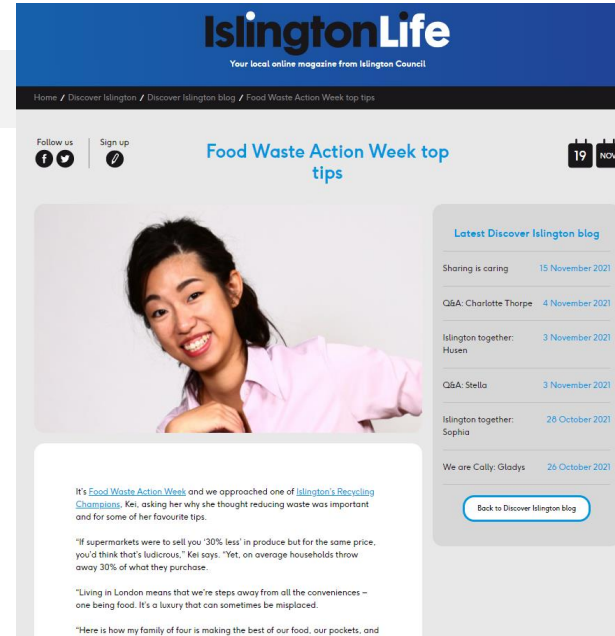 IslingtonLife
Your local online magazine from Islington Council
Home / Discover Islington / Discover Islington blog / Food Waste Action Week top tips
Follow us
Sign up
Food Waste Action Week top
tips
19 NOV
It's Food Waste Action Week and we approached one of Islington's Recycling
Champions, Kei, asking her why she thought reducing waste was important
and for some of her favourite tips.
"If supermarkets were to sell you '30% less' in produce but for the same price,
you'd think that's ludicrous," Kei says. "Yet, on average households throw
away 30% of what they purchase.
"Living in London means that we're steps away from all the conveniences –
one being food. It's a luxury that can sometimes be misplaced.
"Here is how my family of four is making the best of our food, our pockets, and
Latest Discover Islington blog
Sharing is caring 15 November 2021
Q&A: Charlotte Thorpe 4 November 2021
Islington together: 3 November 2021
Husen
Q&A: Stella 3 November 2021
Islington together: 28 October 2021
Sophia
We are Cally: Gladys 26 October 2021
Back to Discover Islington blog